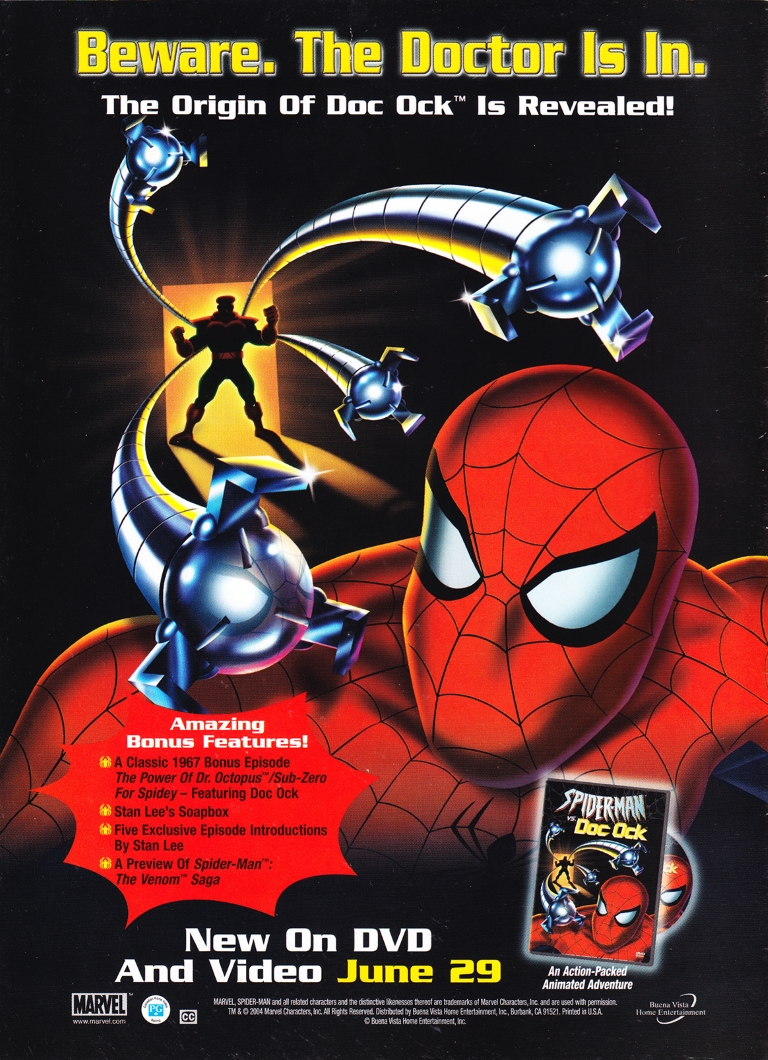 Beware. The Doctor Is In.
The Origin Of Doc Ock™ Is Revealed!
Amazing
Bonus Features!
A Classic 1967 Bonus Episode
The Power Of Dr. Octopus™/Sub-Zero
For Spidey – Featuring Doc Ock
Stan Lee's Soapbox
Five Exclusive Episode Introductions
By Stan Lee
A Preview Of Spider-Man™:
The Venom™ Saga
SPIDER-MAN
VS.
Doc Ock
New On DVD
And Video June 29
An Action-Packed
Animated Adventure
MARVEL
www.marvel.com
PG
CC
MARVEL, SPIDER-MAN and all related characters and the distinctive likenesses thereof are trademarks of Marvel Characters, Inc. and are used with permission.
TM & © 2004 Marvel Characters, Inc. All Rights Reserved. Distributed by Buena Vista Home Entertainment, Inc., Burbank, CA 91521. Printed in U.S.A.
© Buena Vista Home Entertainment, Inc.
Buena Vista
Home Entertainment